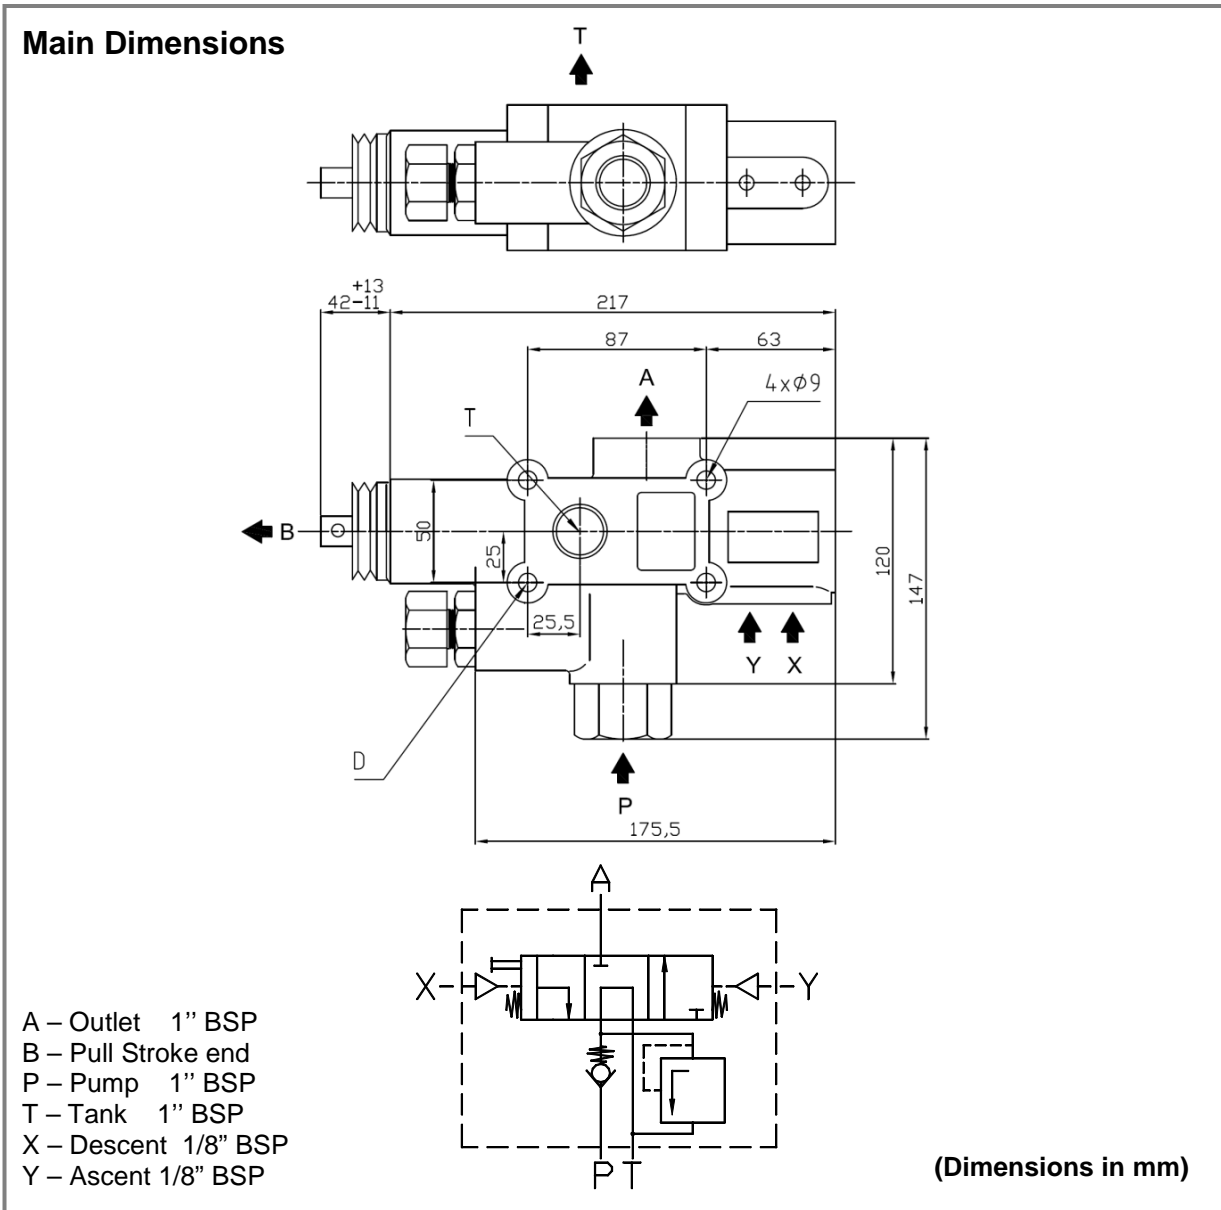 Main Dimensions
T
+13
42-11
217
87
63
A
4xØ9
T
B
50
25
25,5
120
147
Y X
D
P
175,5
A
X
Y
P T
A – Outlet 1’’ BSP
B – Pull Stroke end
P – Pump 1’’ BSP
T – Tank 1’’ BSP
X – Descent 1/8” BSP
Y – Ascent 1/8” BSP
(Dimensions in mm)